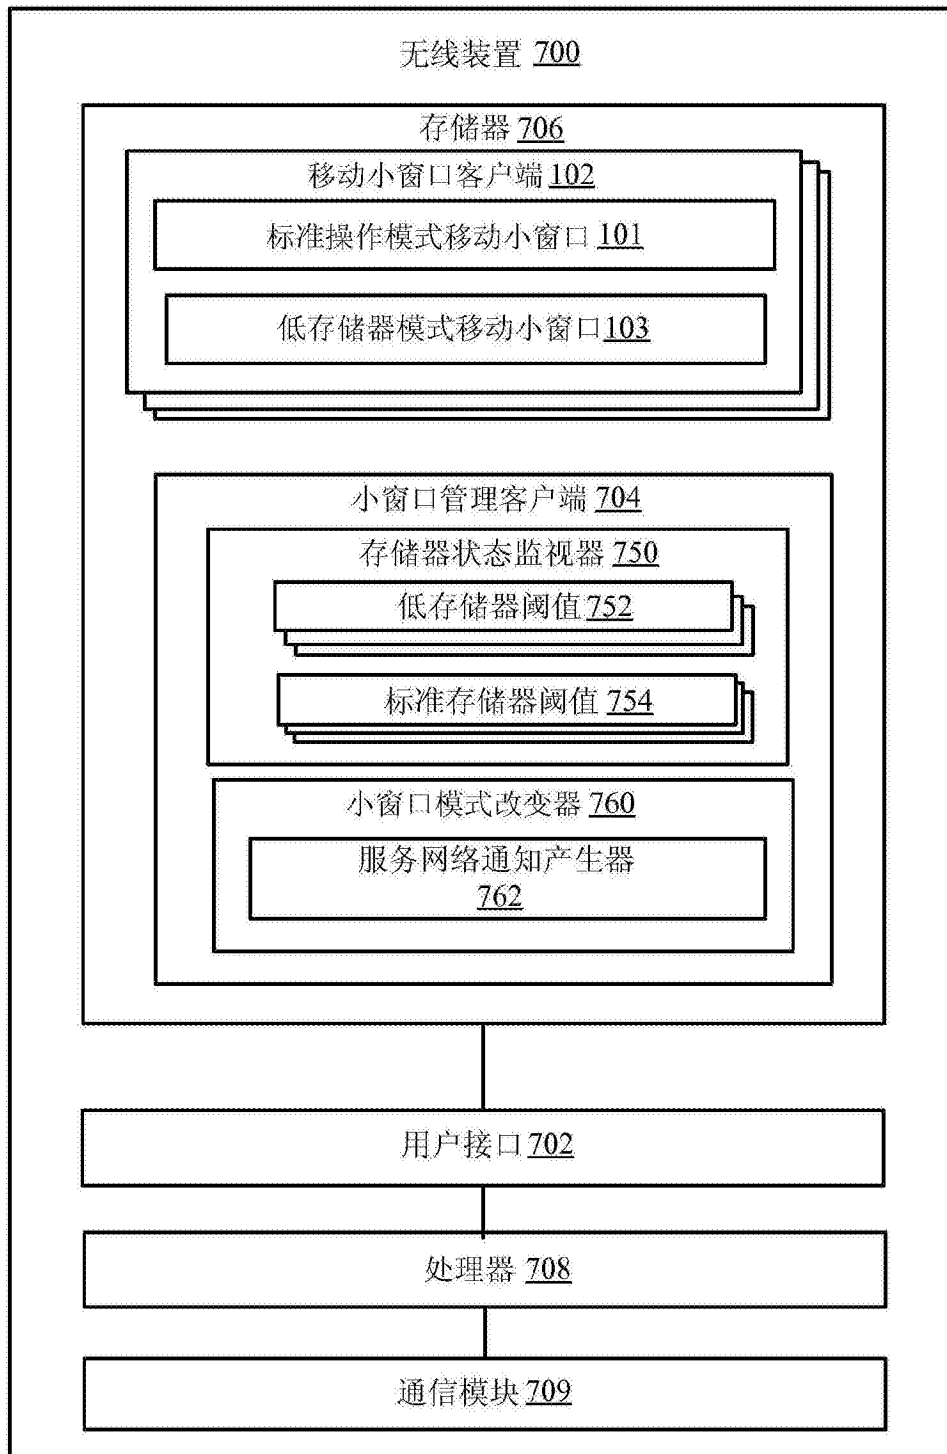 无线装置 700
存储器 706
移动小窗口客户端 102
标准操作模式移动小窗口 101
低存储器模式移动小窗口103
小窗口管理客户端 704
存储器状态监视器 750
低存储器阈值 752
标准存储器阈值 754
小窗口模式改变器 760
服务网络通知产生器
762
用户接口 702
处理器 708
通信模块 709